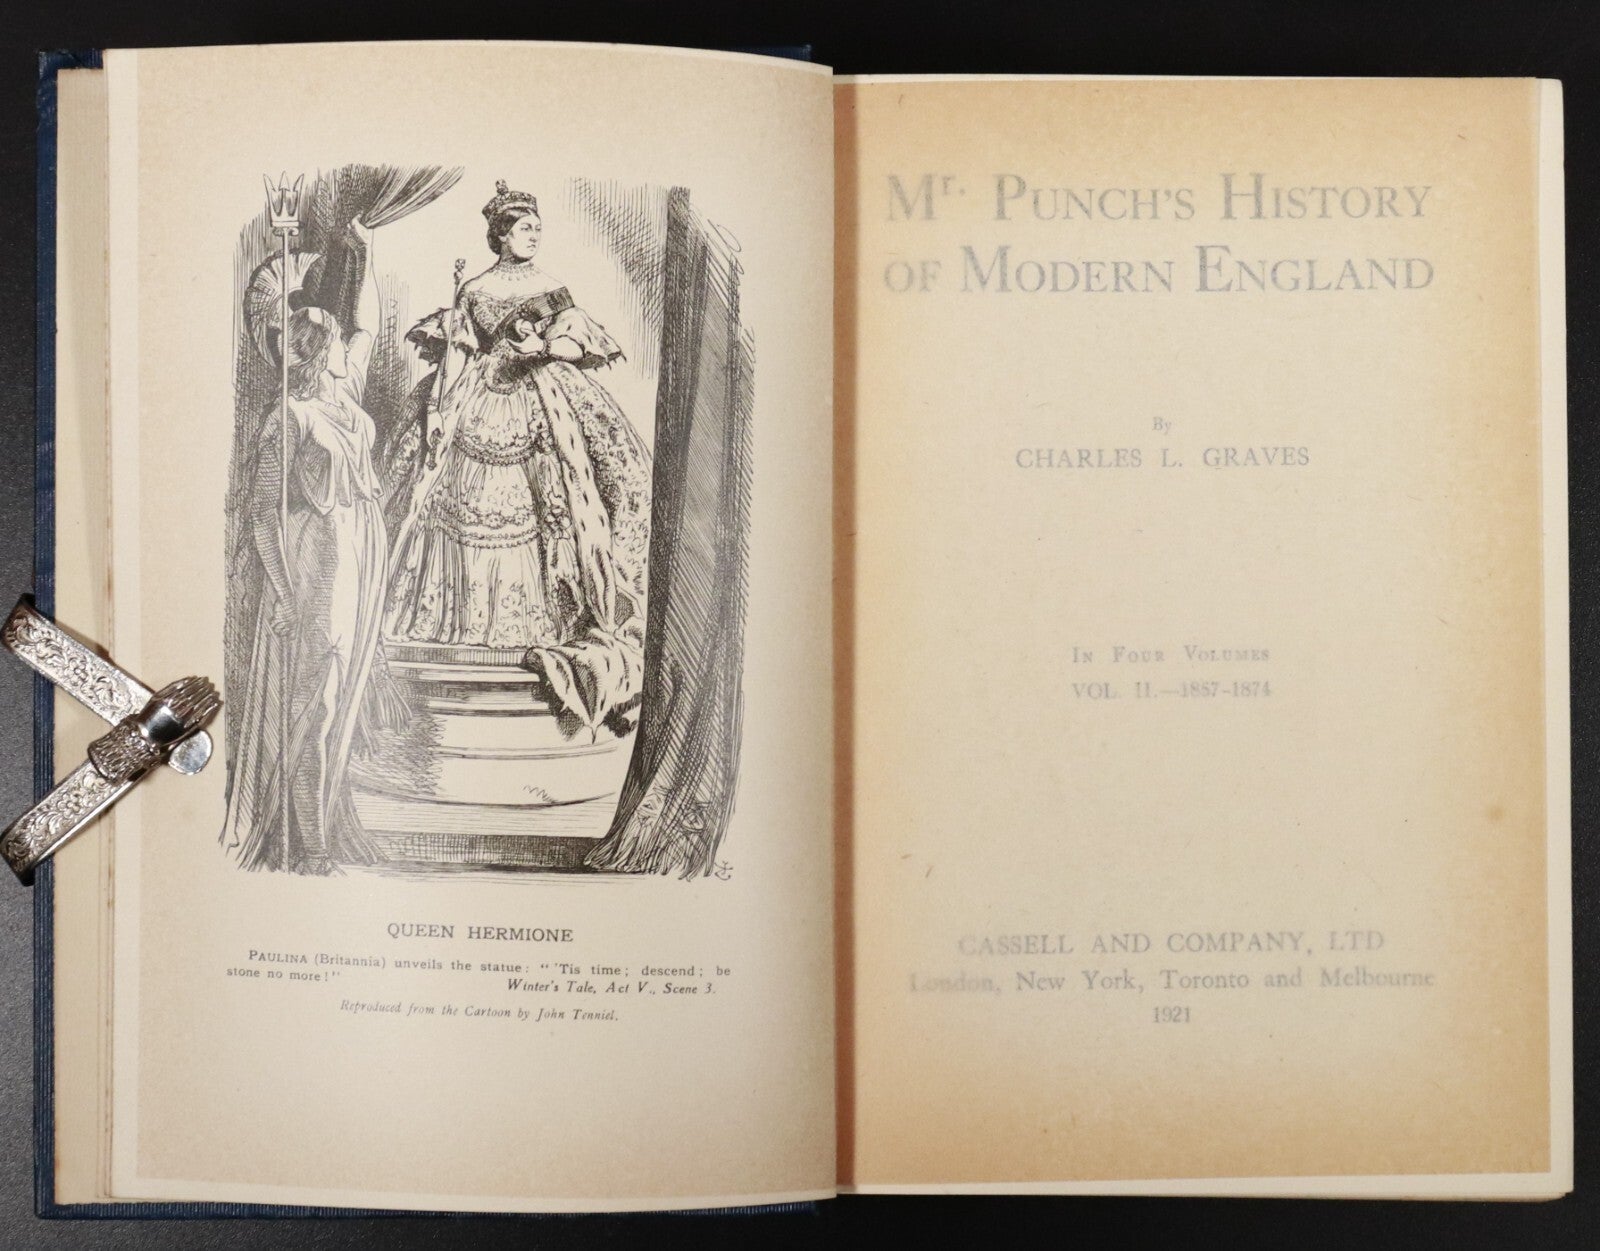 QUEEN HERMIONE
PAULINA (Britannia) unveils the statue: "'Tis time; descend; be
stone no more!"
Winter's Tale, Act V., Scene 3.
Reproduced from the Cartoon by John Tenniel.
Mr. PUNCH'S HISTORY
OF MODERN ENGLAND
By
CHARLES L. GRAVES
IN FOUR VOLUMES
VOL. II.—1857-1874
CASSELL AND COMPANY, LTD
London, New York, Toronto and Melbourne
1921